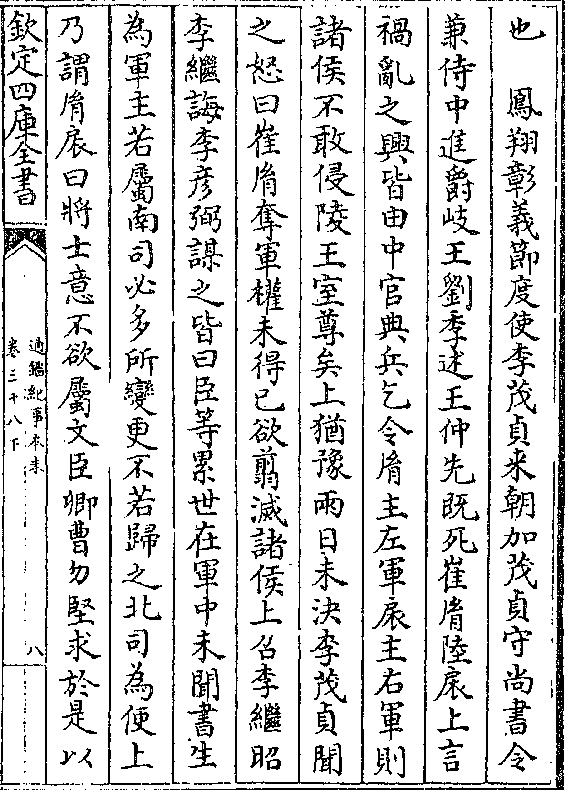 也　鳳翔彰義節度使李茂貞来朝加茂貞守尚書令
兼侍中進爵岐王劉季述王仲先既死崔胤陸扆上言
禍亂之興皆由中官典兵乞令胤主左軍扆主右軍則
諸侯不敢侵陵王室尊矣上猶豫兩日未決李茂貞聞
之怒曰崔胤奪軍權未得已欲翦滅諸侯上召李繼昭
李繼誨李彦弼謀之皆曰臣等累世在軍中未聞書生
為軍主若屬南司必多所變更不若歸之北司為便上
乃謂胤扆曰將士意不欲屬文臣卿曹勿堅求於是以
欽定四庫全書
通鑑紀事本末
卷三十八下
八